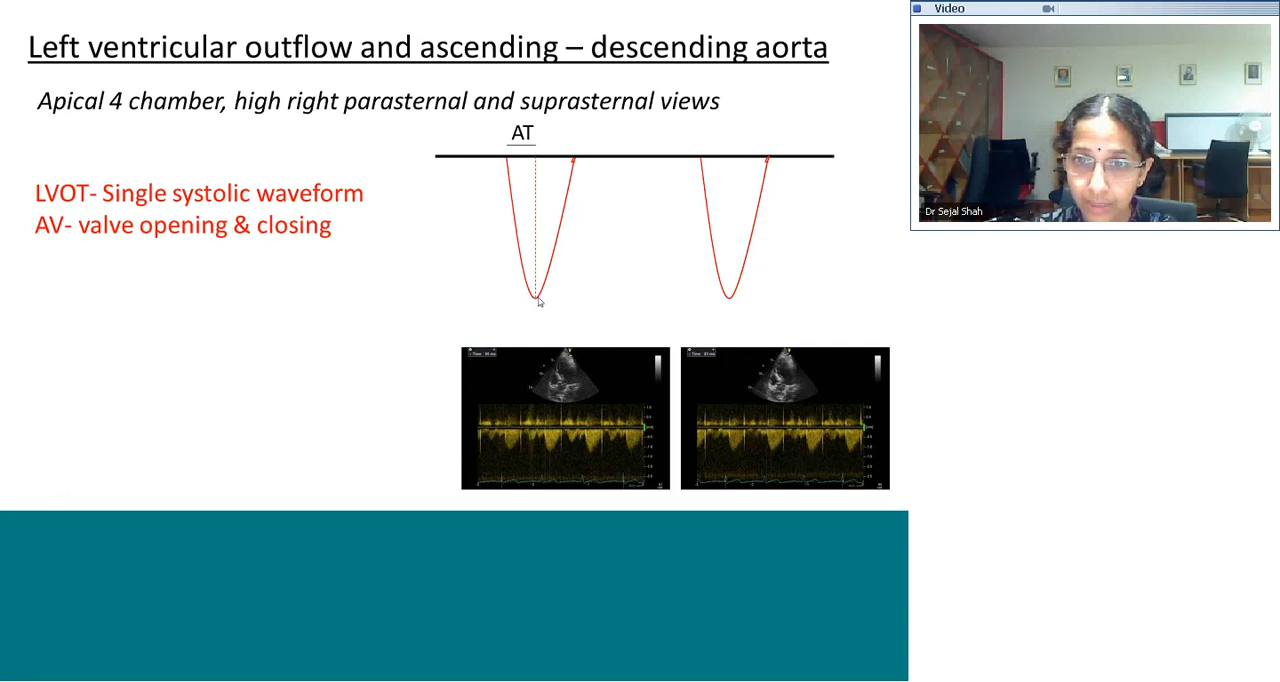 Left ventricular outflow and ascending – descending aorta
Apical 4 chamber, high right parasternal and suprasternal views
AT
LVOT- Single systolic waveform
AV- valve opening & closing
Video
Dr Sejal Shah